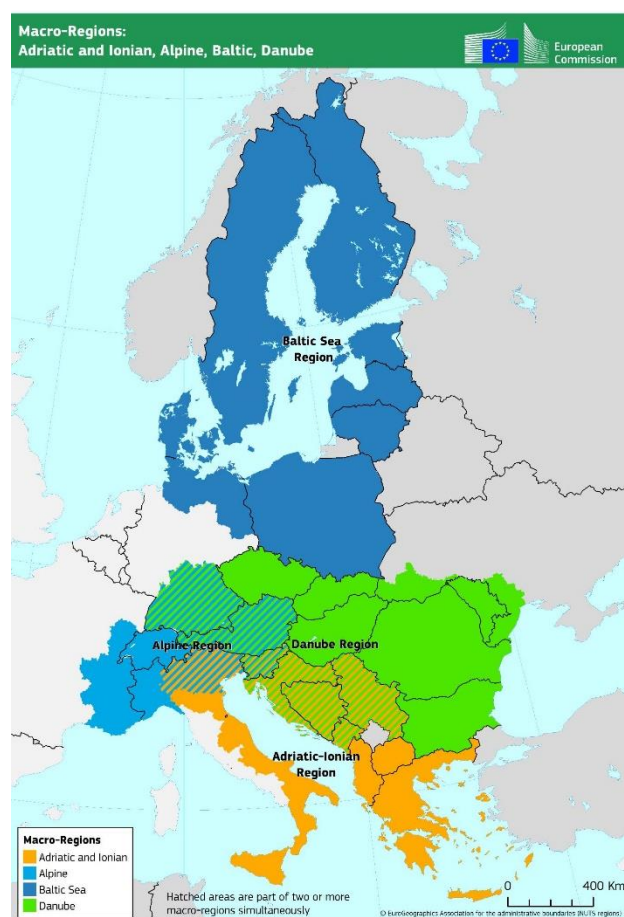 Macro-Regions:
Adriatic and Ionian, Alpine, Baltic, Danube
European
Commission
Baltic Sea
Region
Alpine Region
Danube Region
Adriatic-Ionian
Region
Macro-Regions
Adriatic and Ionian
Alpine
Baltic Sea
Danube
Hatched areas are part of two or more
macro-regions simultaneously
0 400 Km
© EuroGeographics Association for the administrative boundaries (NUTS regions)